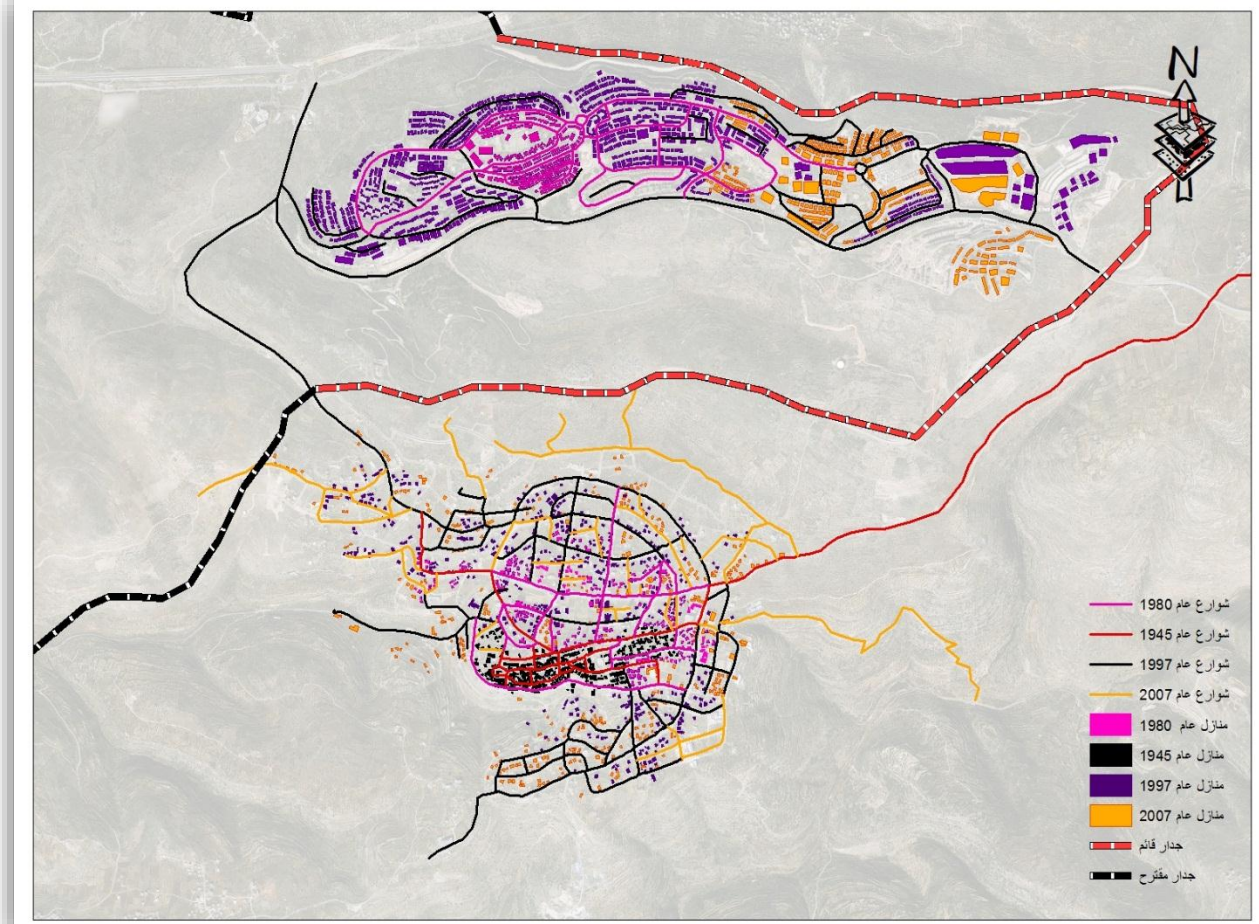 N
شوارع عام 1980
شوارع عام 1945
شوارع عام 1997
شوارع عام 2007
منازل عام 1980
منازل عام 1945
منازل عام 1997
منازل عام 2007
جدار قائم
جدار مقترح